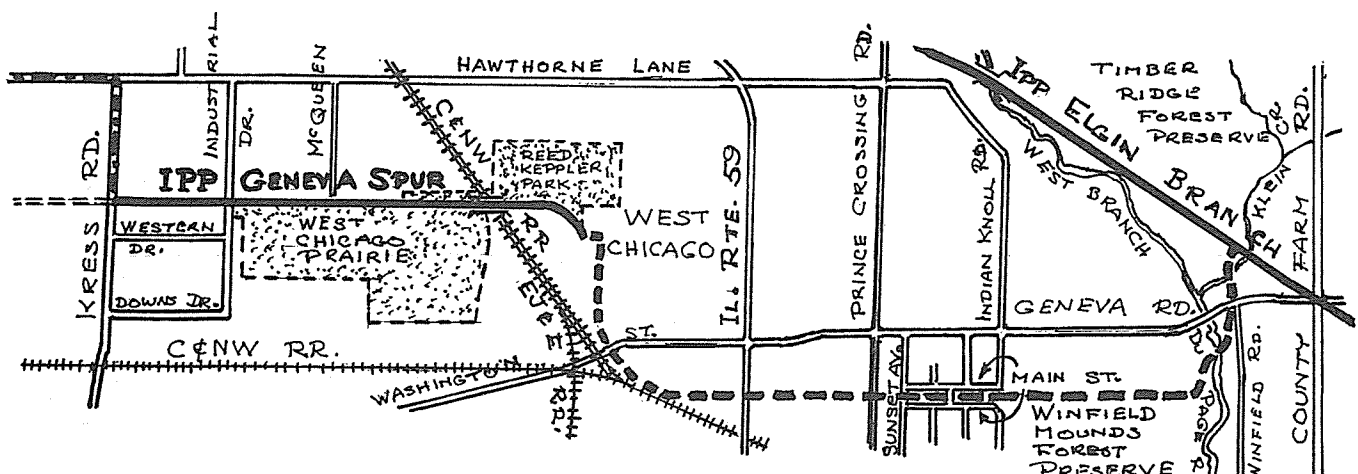 HAWTHORNE LANE
INDUSTRIAL
DR.
McQUEEN
KRESS RD.
C&NW RR
REED
KEPPLER
PARK
IPP GENEVA SPUR
WEST
CHICAGO
PRAIRIE
WESTERN
DR.
DOWNS DR.
C&NW RR.
EJ&E
RR.
WASHINGTON
ST.
WEST
CHICAGO
ILL. RTE. 59
PRINCE CROSSING RD.
INDIAN KNOLL RD.
IPP ELGIN BRANCH
TIMBER
RIDGE
FOREST
PRESERVE
KLEIN CR.
COUNTY FARM RD.
WEST
BRANCH
GENEVA RD.
SUNSET AV.
MAIN ST.
WINFIELD
MOUNDS
FOREST
PRESERVE
PAGE R
WINFIELD RD.